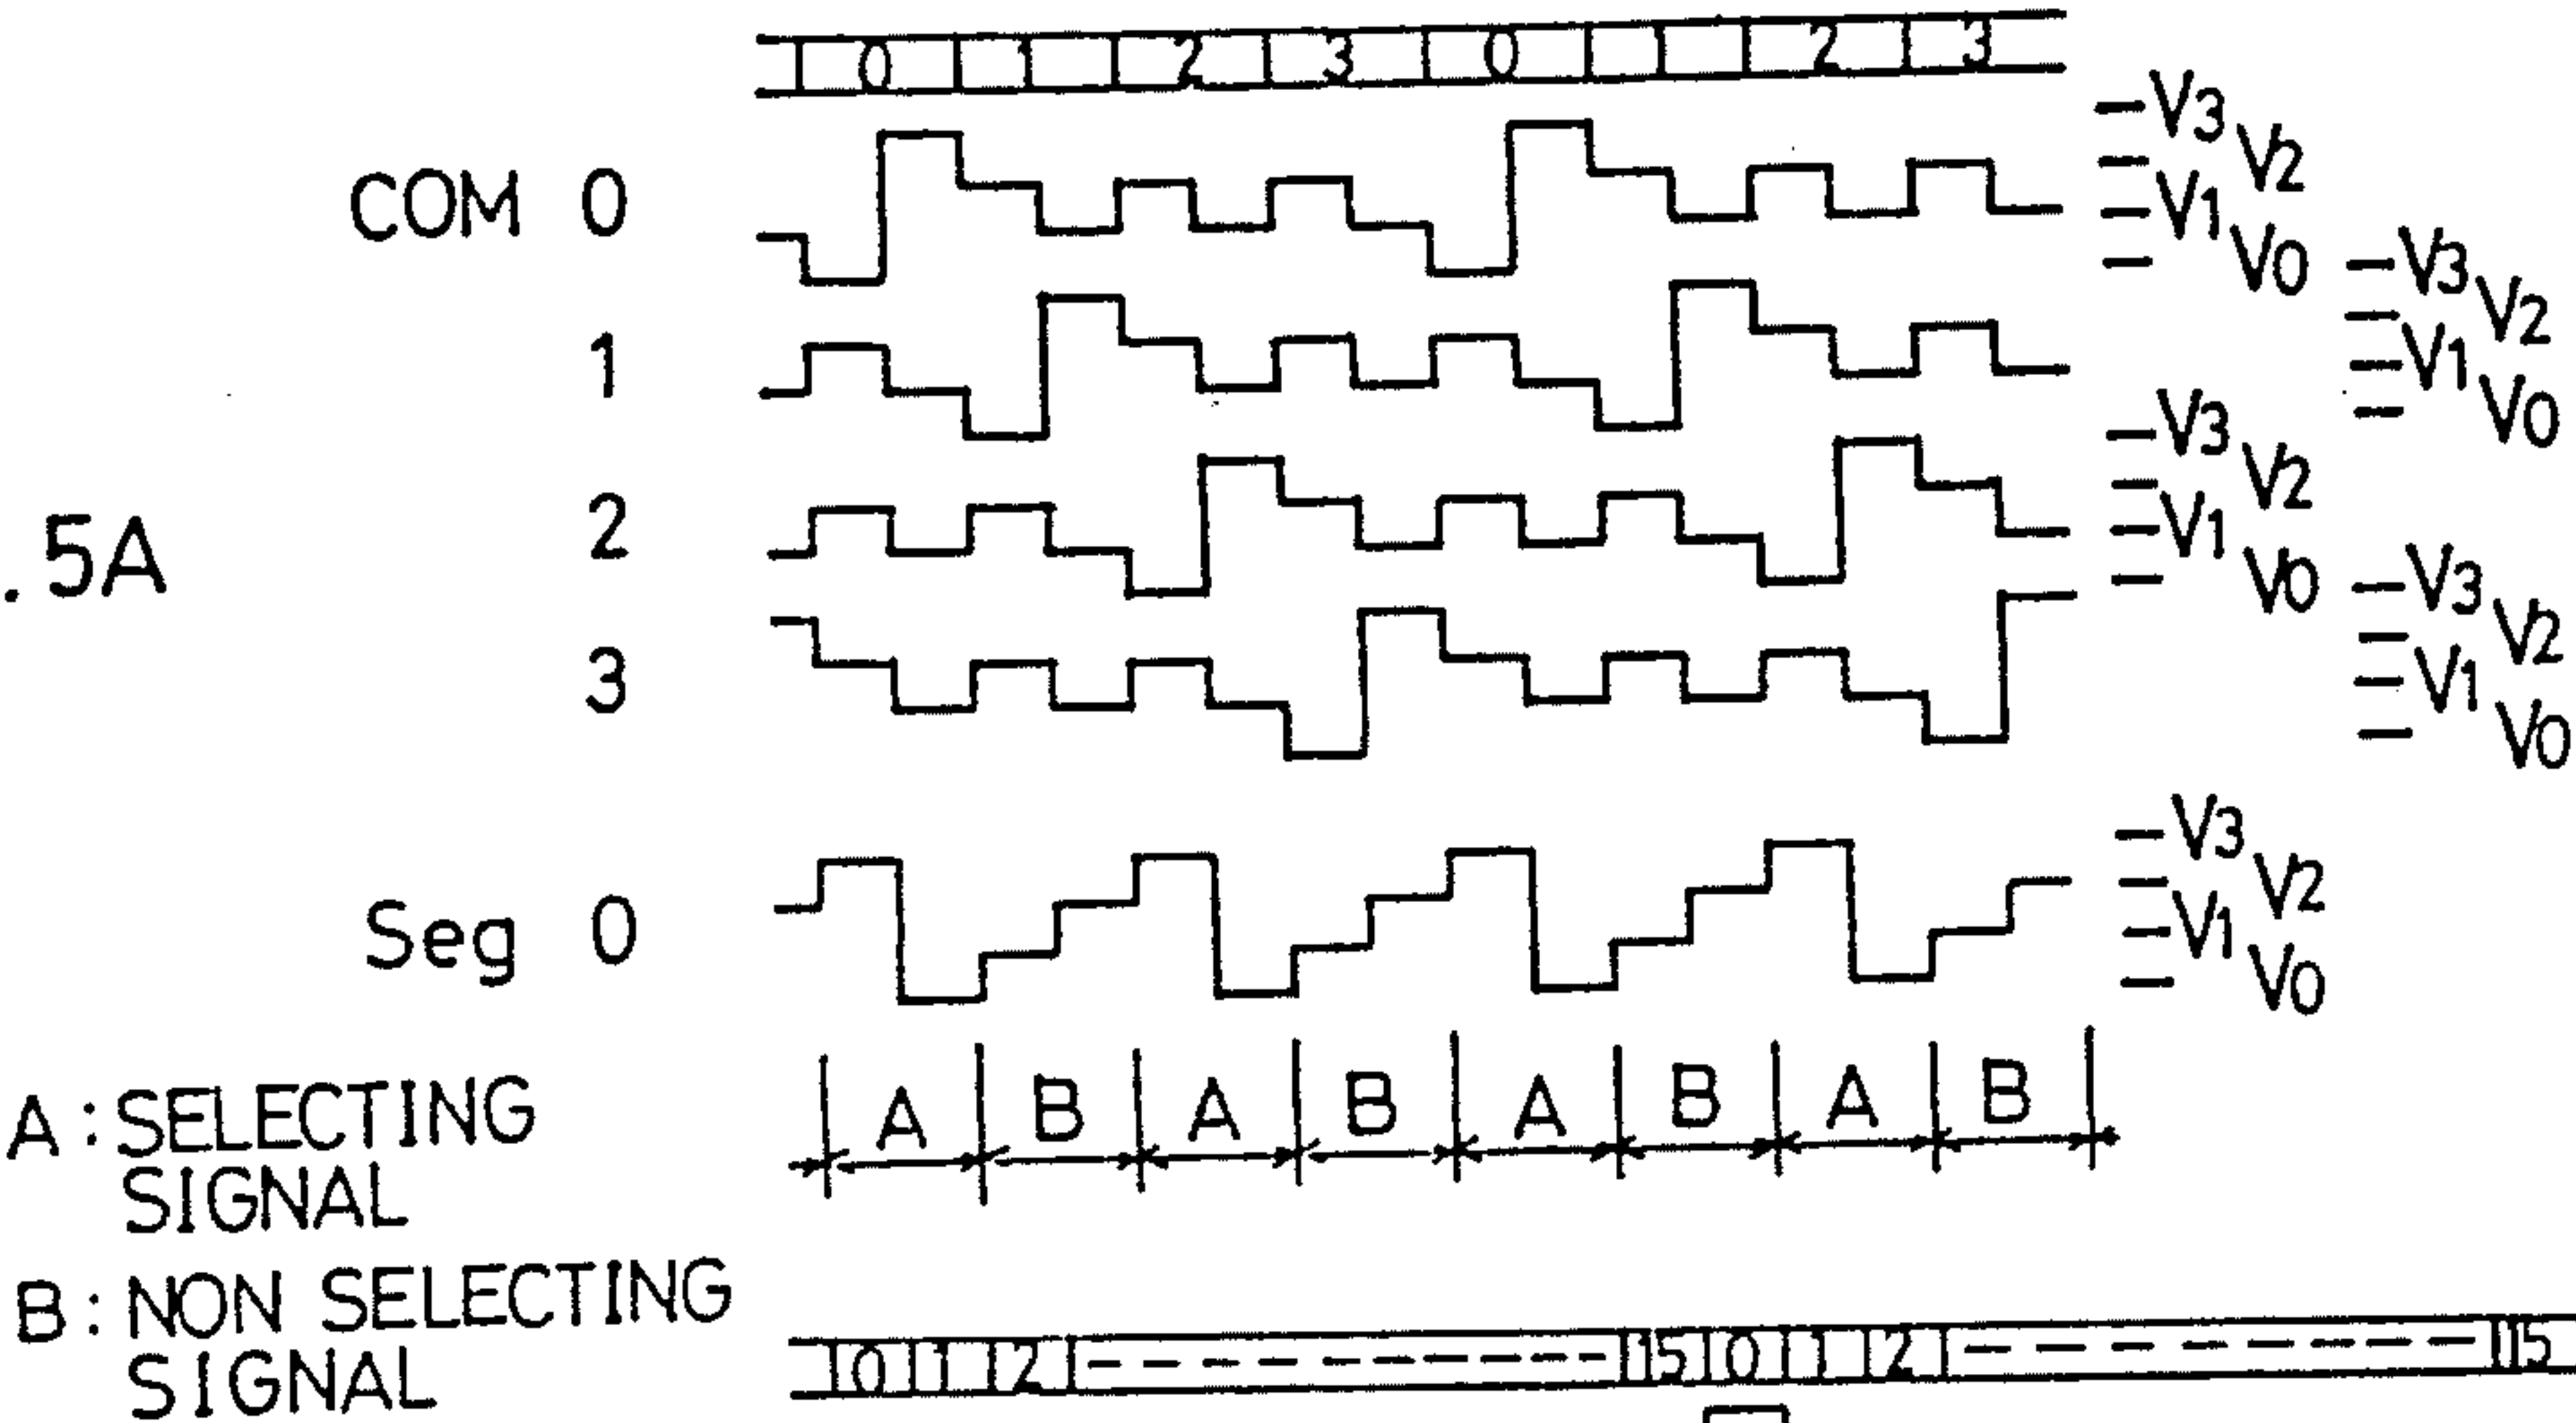 0 1 2 3 0 1 2 3
COM 0
V3 V2 V1 V0
1
V3 V2 V1 V0
2
V3 V2 V1 V0
3
V3 V2 V1 V0
.5A
Seg 0
V3 V2 V1 V0
A B A B A B A B
A : SELECTING
SIGNAL
B : NON SELECTING
SIGNAL
0 1 2 15 0 1 2 15